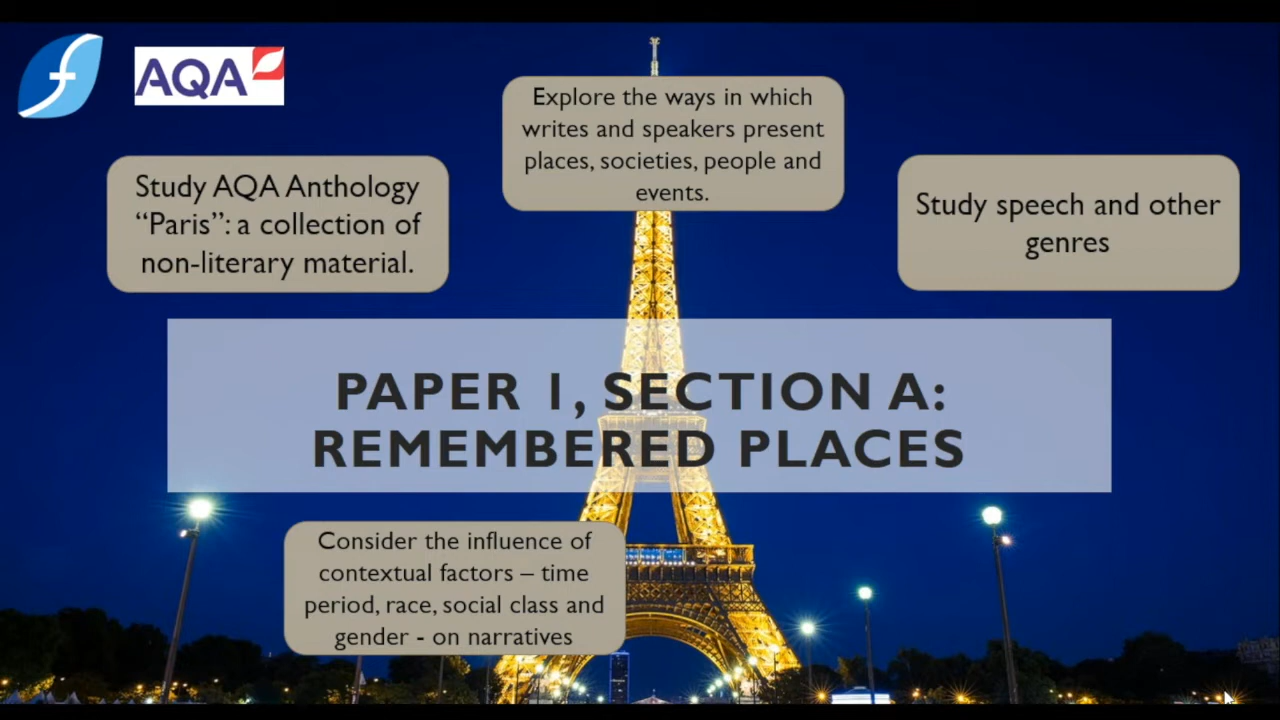 AQA
Explore the ways in which
writes and speakers present
places, societies, people and
events.
Study AQA Anthology
“Paris”: a collection of
non-literary material.
Study speech and other
genres
PAPER 1, SECTION A:
REMEMBERED PLACES
Consider the influence of
contextual factors – time
period, race, social class and
gender - on narratives